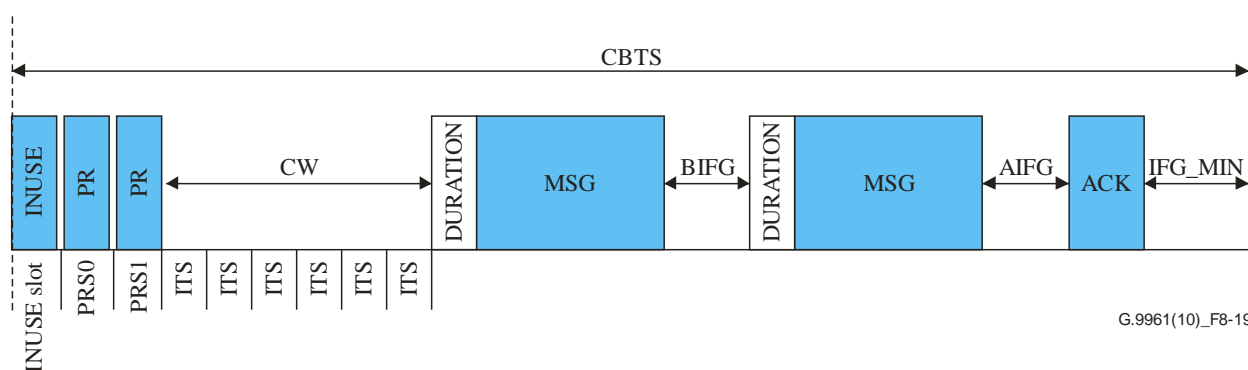 CBTS
INUSE
PR
PR
CW
DURATION
MSG
BIFG
DURATION
MSG
AIFG
ACK
IFG_MIN
INUSE slot
PRS0
PRS1
ITS
ITS
ITS
ITS
ITS
ITS
G.9961(10)_F8-19